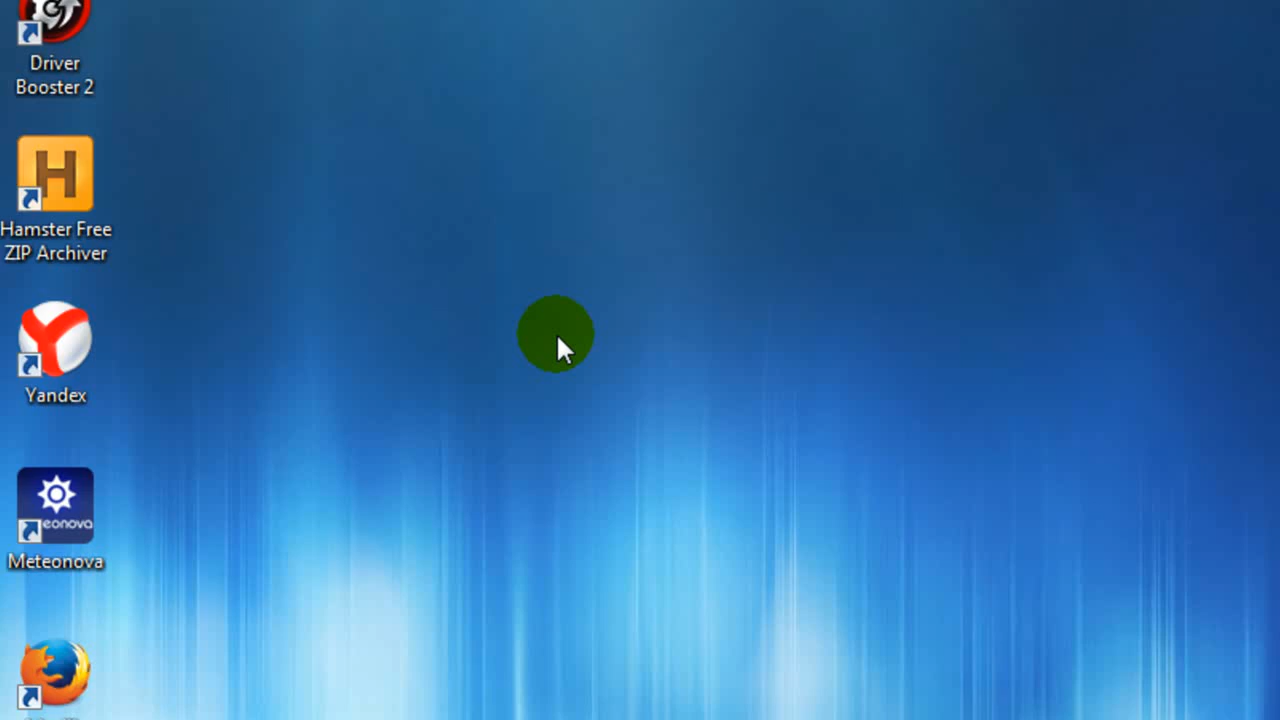 Driver
Booster 2
H
Hamster Free
ZIP Archiver
Yandex
eonova
Meteonova